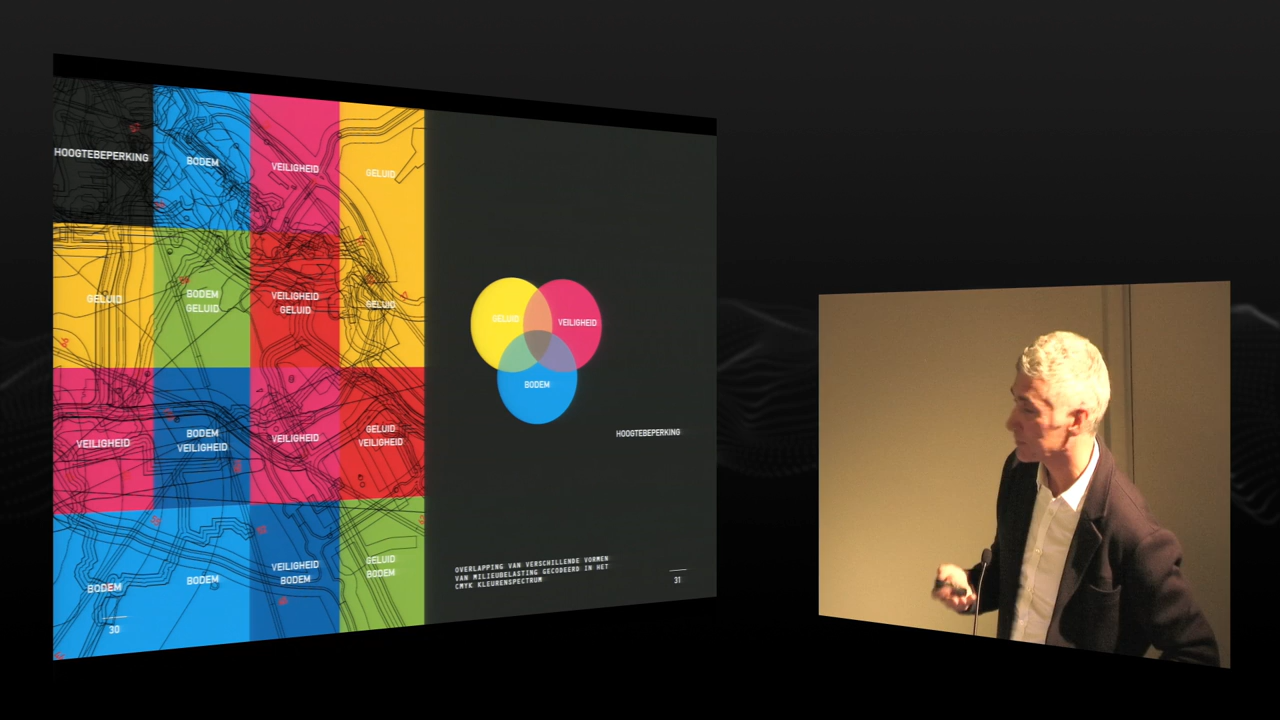 HOOGTEBEPERKING
BODEM
VEILIGHEID
GELUID
GELUID
BODEM
GELUID
VEILIGHEID
GELUID
GELUID
VEILIGHEID
BODEM
VEILIGHEID
VEILIGHEID
GELUID
VEILIGHEID
BODEM
BODEM
VEILIGHEID
BODEM
GELUID
BODEM
30
GELUID
VEILIGHEID
BODEM
HOOGTEBEPERKING
OVERLAPPING VAN VERSCHILLENDE VORMEN
VAN MILIEUBELASTING GECODEERD IN HET
CMYK KLEURENSPECTRUM
31